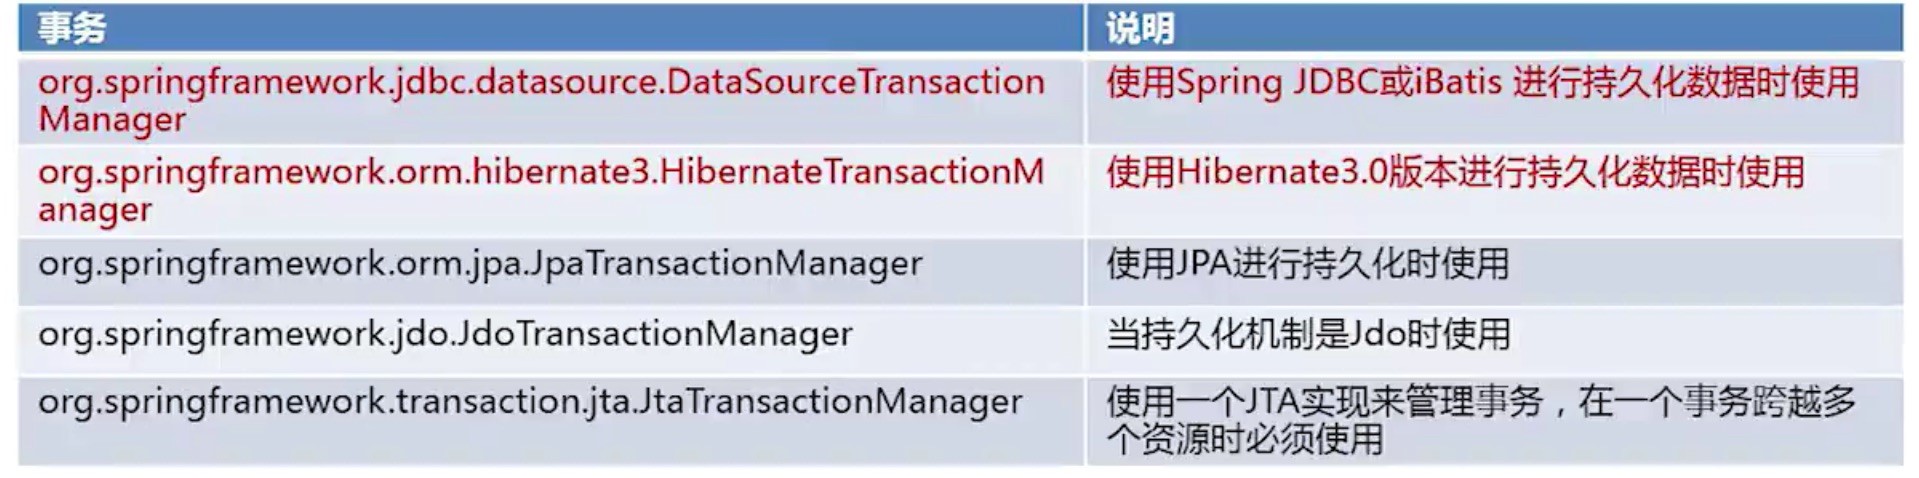 事务
说明
org.springframework.jdbc.datasource.DataSourceTransaction
Manager
使用Spring JDBC或iBatis 进行持久化数据时使用
org.springframework.orm.hibernate3.HibernateTransactionM
anager
使用Hibernate3.0版本进行持久化数据时使用
org.springframework.orm.jpa.JpaTransactionManager
使用JPA进行持久化时使用
org.springframework.jdo.JdoTransactionManager
当持久化机制是Jdo时使用
org.springframework.transaction.jta.JtaTransactionManager
使用一个JTA实现来管理事务，在一个事务跨越多
个资源时必须使用